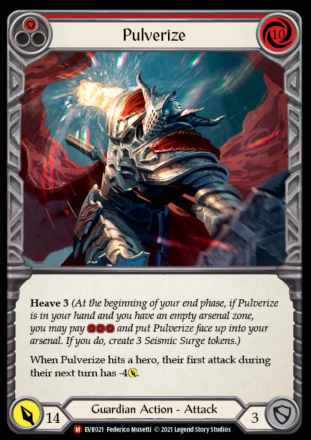 Pulverize
10
Heave 3 (At the beginning of your end phase, if Pulverize
is in your hand and you have an empty arsenal zone,
you may pay and put Pulverize face up into your
arsenal. If you do, create 3 Seismic Surge tokens.)
When Pulverize hits a hero, their first attack during
their next turn has -4.
14
Guardian Action - Attack
3
M EVR021 Federico Musetti © 2021 Legend Story Studios